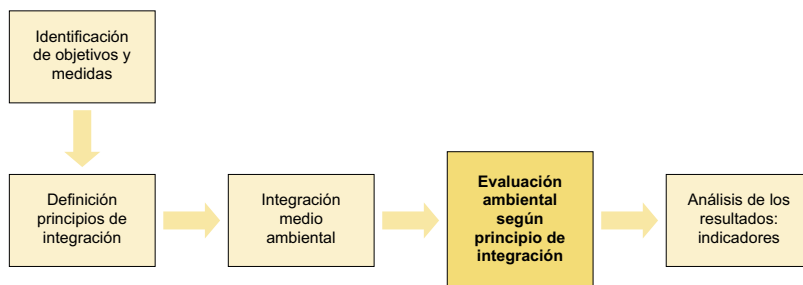 Identificación
de objetivos y
medidas
Definición
principios de
integración
Integración
medio
ambiental
Evaluación
ambiental
según
principio de
integración
Análisis de los
resultados:
indicadores